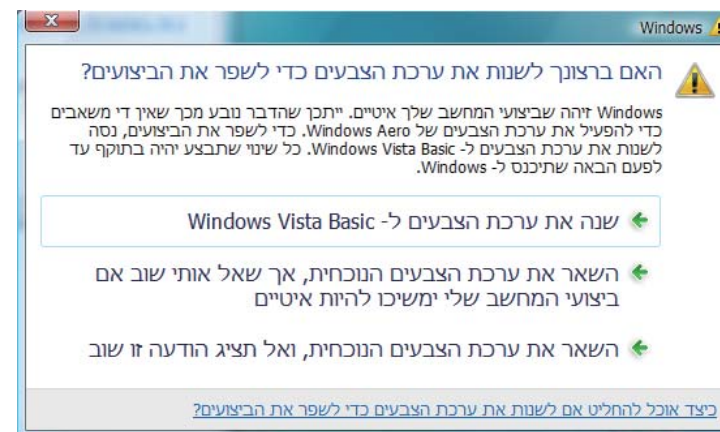 Windows
האם ברצונך לשנות את ערכת הצבעים כדי לשפר את הביצועים?
Windows זיהה שביצועי המחשב שלך איטיים. ייתכן שהדבר נובע מכך שאין די משאבים
כדי להפעיל את ערכת הצבעים של Windows Aero. כדי לשפר את הביצועים, נסה
לשנות את ערכת הצבעים ל- Windows Vista Basic. כל שינוי שתבצע יהיה בתוקף עד
לפעם הבאה שתיכנס ל- Windows.
שנה את ערכת הצבעים ל- Windows Vista Basic
השאר את ערכת הצבעים הנוכחית, אך שאל אותי שוב אם
ביצועי המחשב שלי ימשיכו להיות איטיים
השאר את ערכת הצבעים הנוכחית, ואל תציג הודעה זו שוב
כיצד אוכל להחליט אם לשנות את ערכת הצבעים כדי לשפר את הביצועים?